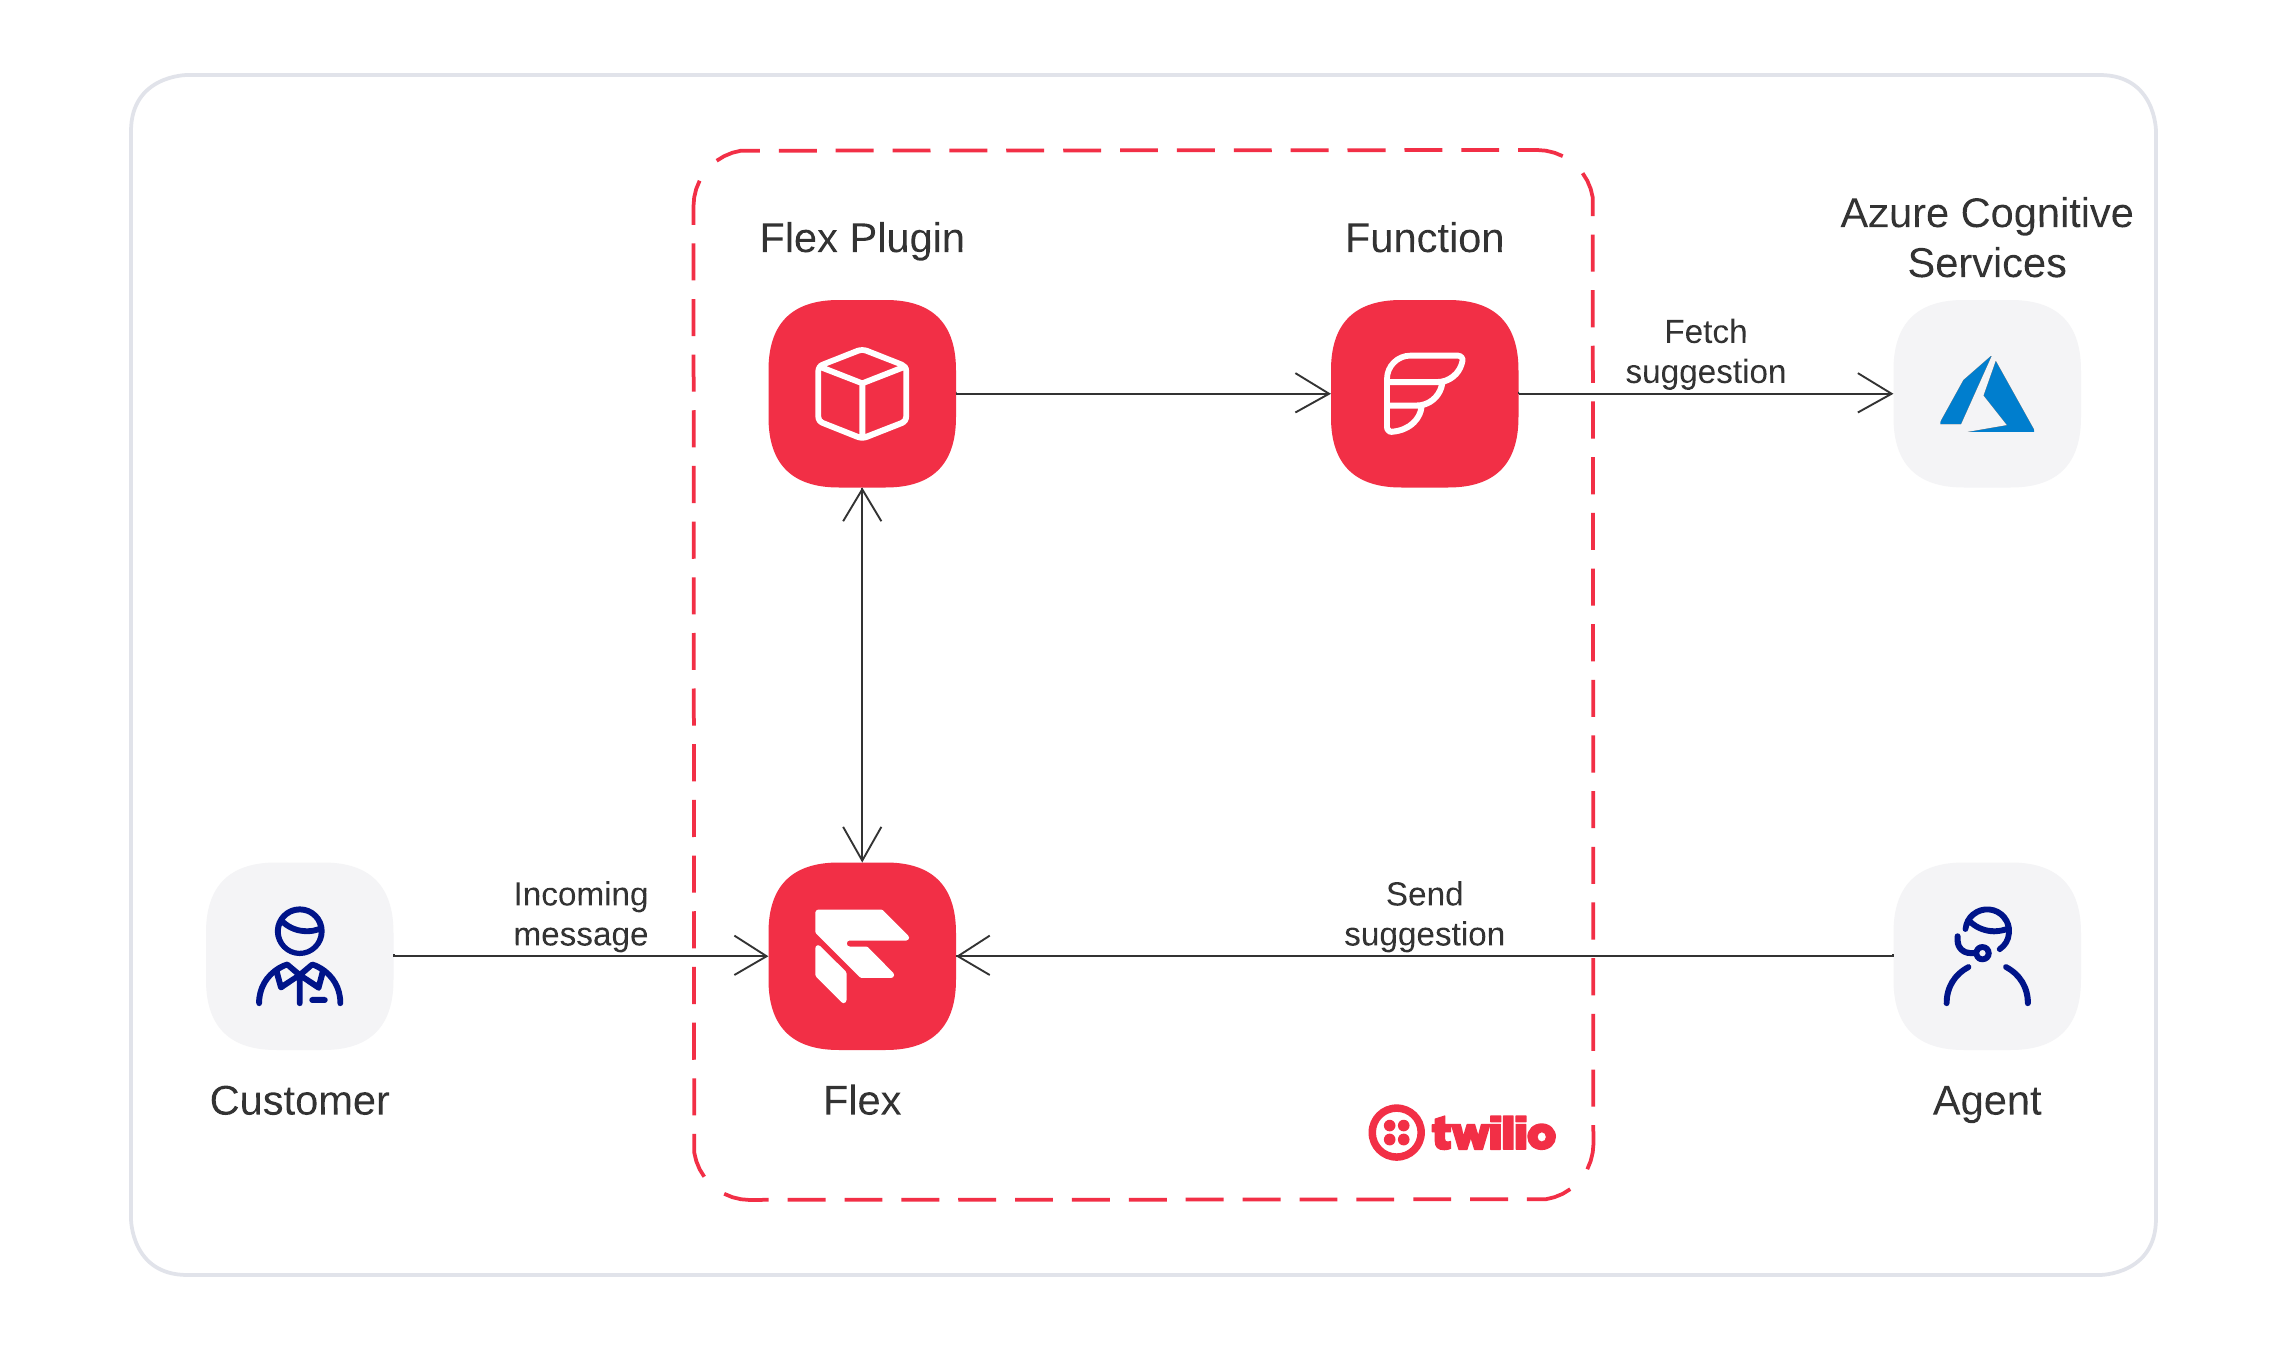 Flex Plugin
Function
Azure Cognitive
Services
Fetch
suggestion
Incoming
message
Send
suggestion
Customer
Flex
Agent
twilio